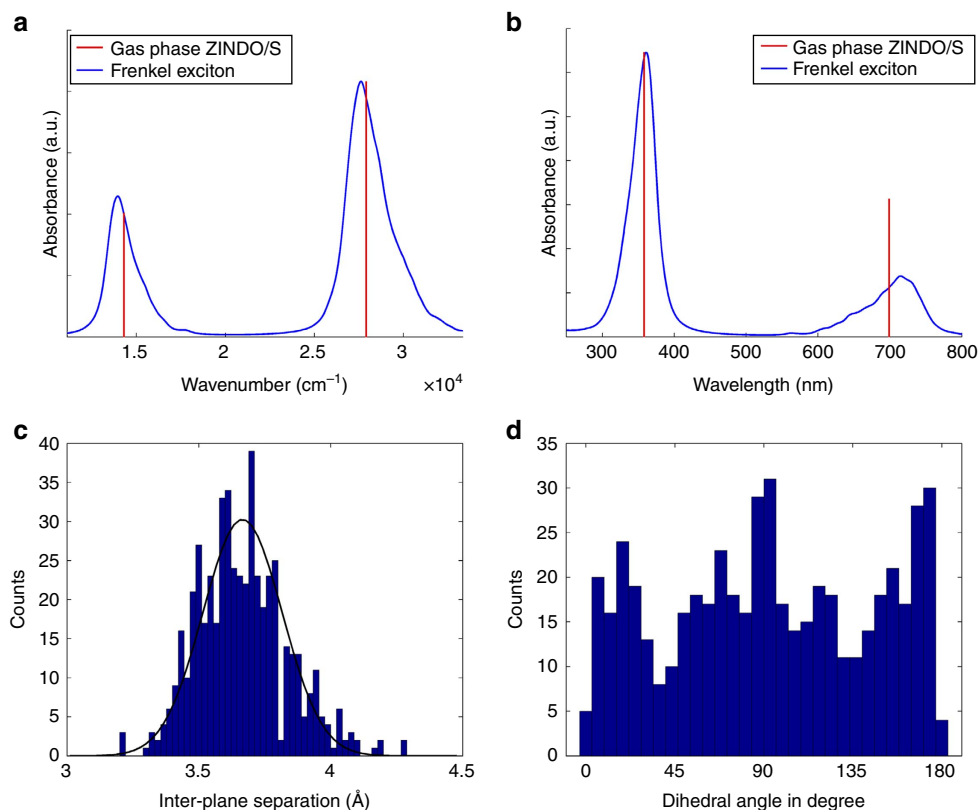 a
Gas phase ZINDO/S
Frenkel exciton
Absorbance (a.u.)
1.5 2 2.5 3
Wavenumber (cm⁻¹)
×10⁴
b
Gas phase ZINDO/S
Frenkel exciton
Absorbance (a.u.)
300 400 500 600 700 800
Wavelength (nm)
c
40
35
30
25
20
15
10
5
0
Counts
3 3.5 4 4.5
Inter-plane separation (Å)
d
35
30
25
20
15
10
5
0
Counts
0 45 90 135 180
Dihedral angle in degree